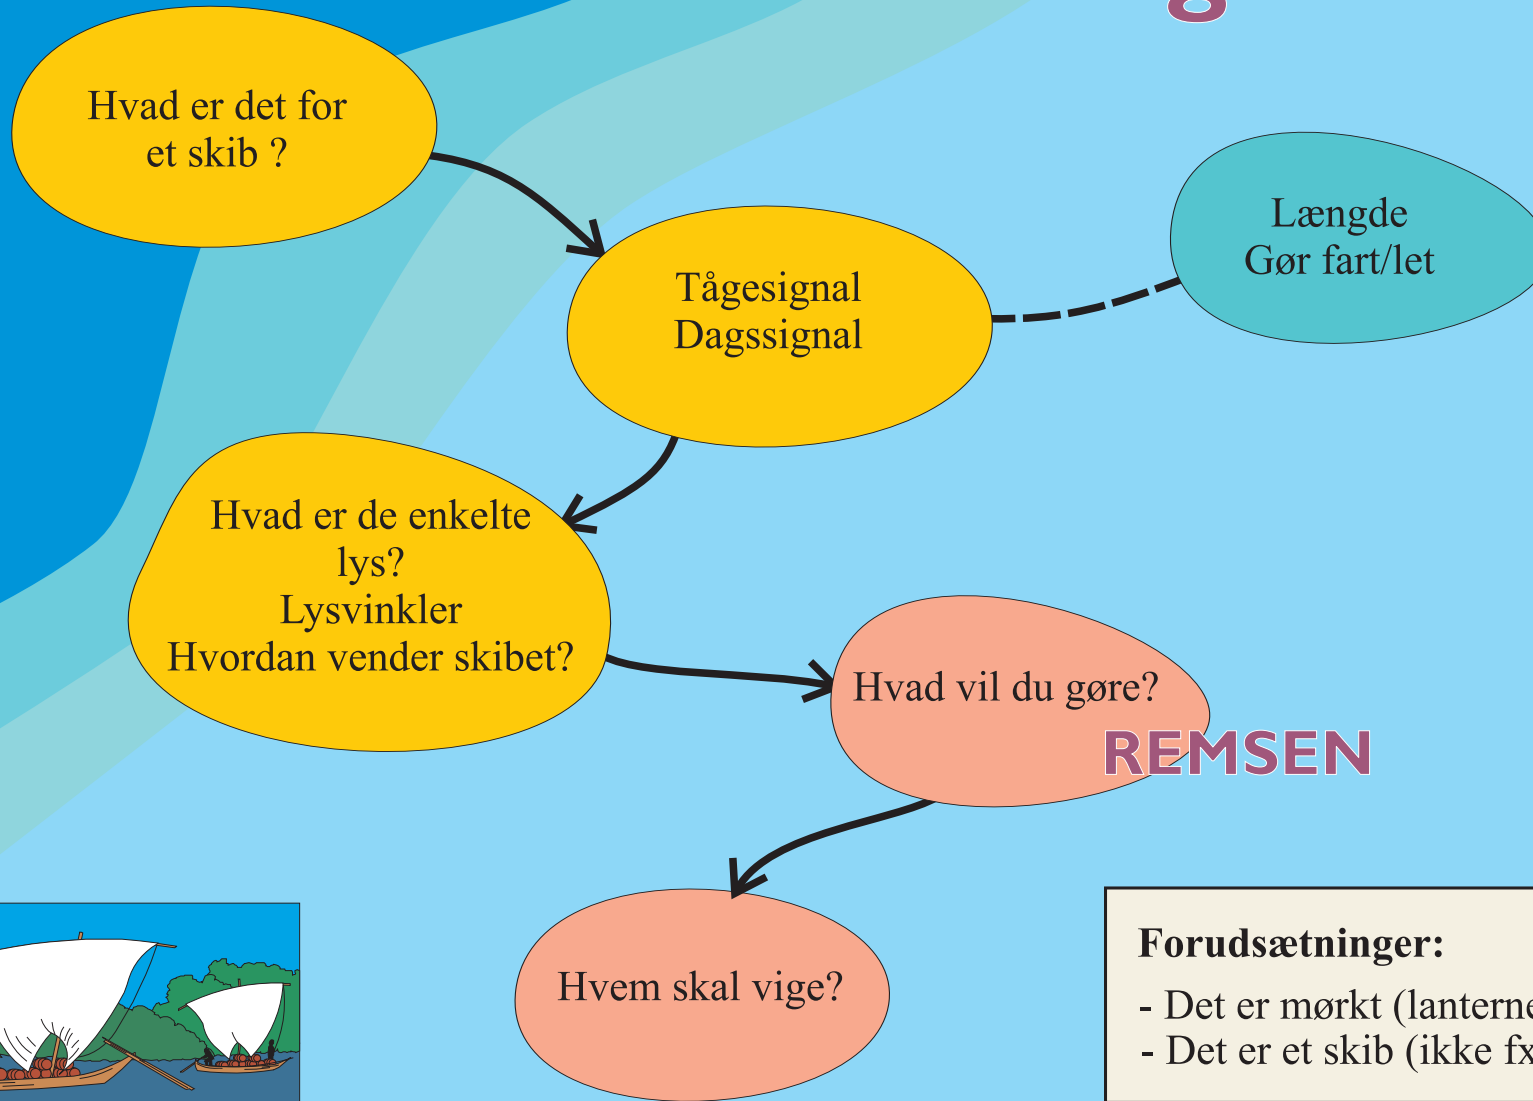 Hvad er det for
et skib ?
Længde
Gør fart/let
Tågesignal
Dagssignal
Hvad er de enkelte
lys?
Lysvinkler
Hvordan vender skibet?
Hvad vil du gøre?
REMSEN
Hvem skal vige?
Forudsætninger:
- Det er mørkt (lanterne
- Det er et skib (ikke fx